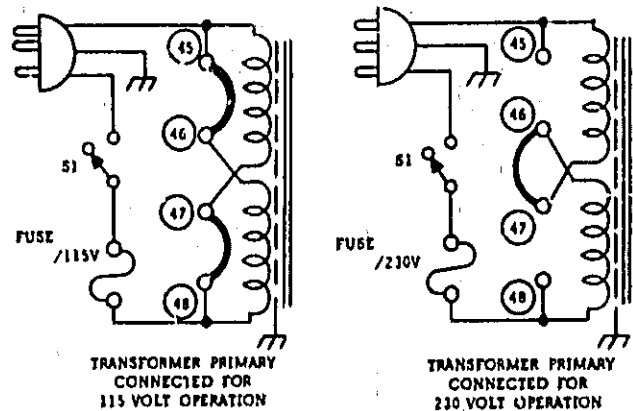 45
46
47
48
S1
FUSE
/115V
TRANSFORMER PRIMARY
CONNECTED FOR
115 VOLT OPERATION
45
46
47
48
S1
FUSE
/230V
TRANSFORMER PRIMARY
CONNECTED FOR
230 VOLT OPERATION